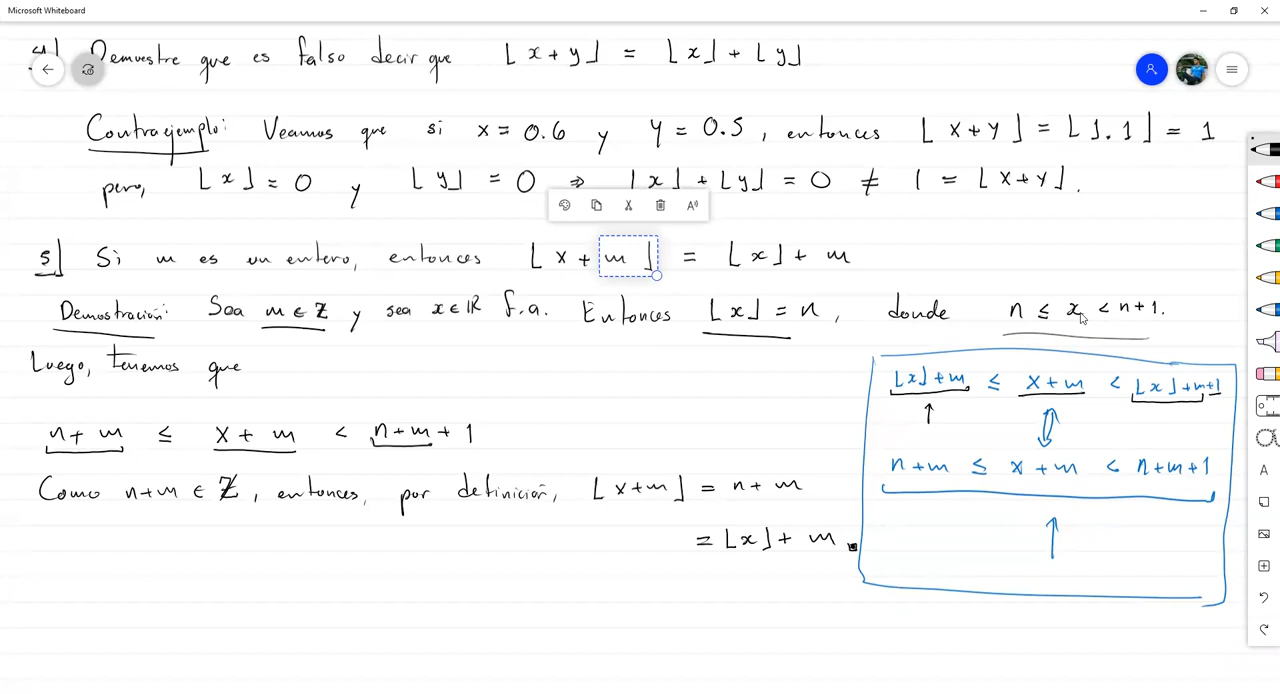 Microsoft Whiteboard
4] Demuestre que es falso decir que ⌊x+y⌋ = ⌊x⌋ + ⌊y⌋
Contraejemplo: Veamos que si x = 0.6 y y = 0.5, entonces ⌊x+y⌋ = ⌊1.1⌋ = 1
pero, ⌊x⌋ = 0 y ⌊y⌋ = 0 ⇒ ⌊x⌋ + ⌊y⌋ = 0 ≠ 1 = ⌊x+y⌋.
5] Si m es un entero, entonces ⌊x + m⌋ = ⌊x⌋ + m
Demostración: Sea m ∈ ℤ y sea x ∈ ℝ f.a. Entonces ⌊x⌋ = n, donde n ≤ x < n+1.
Luego, tenemos que
n + m ≤ x + m < n + m + 1
Como n+m ∈ ℤ, entonces, por definición, ⌊x+m⌋ = n + m
= ⌊x⌋ + m.
⌊x⌋+m ≤ x+m < ⌊x⌋+m+1
n+m ≤ x+m < n+m+1